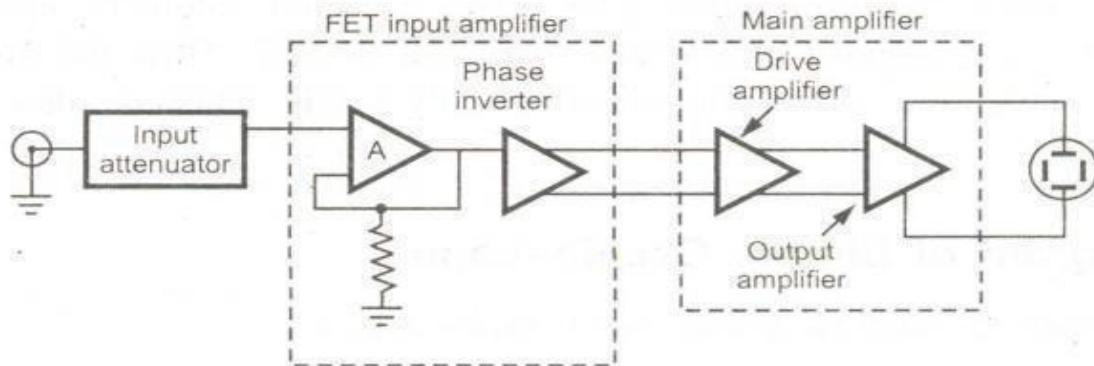 FET input amplifier
Main amplifier
Phase
inverter
Drive
amplifier
Input
attenuator
A
Output
amplifier